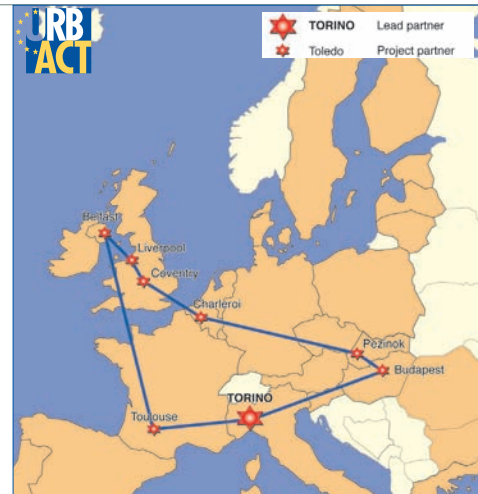 URB
ACT
TORINO Lead partner
Toledo Project partner
Belfast
Liverpool
Coventry
Charleroi
Pezinok
Budapest
TORINO
Toulouse